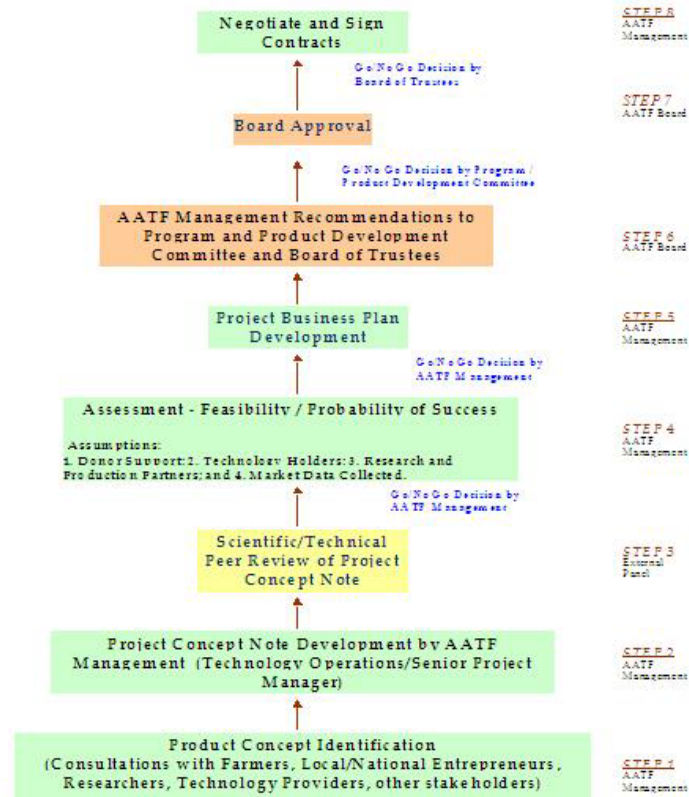 Negotiate and Sign
Contracts
STEP 8
AATF
Management
Go/No Go Decision by
Board of Trustees
Board Approval
STEP 7
AATF Board
Go/No Go Decision by Program /
Product Development Committee
AATF Management Recommendations to
Program and Product Development
Committee and Board of Trustees
STEP 6
AATF Board
Project Business Plan
Development
STEP 5
AATF
Management
Go/No Go Decision by
AATF Management
Assessment - Feasibility / Probability of Success
Assumptions:
1. Donor Support: 2. Technology Holders: 3. Research and
Production Partners; and 4. Market Data Collected.
STEP 4
AATF
Management
Go/No Go Decision by
AATF Management
Scientific/Technical
Peer Review of Project
Concept Note
STEP 3
External
Panel
Project Concept Note Development by AATF
Management (Technology Operations/Senior Project
Manager)
STEP 2
AATF
Management
Product Concept Identification
(Consultations with Farmers, Local/National Entrepreneurs,
Researchers, Technology Providers, other stakeholders)
STEP 1
AATF
Management